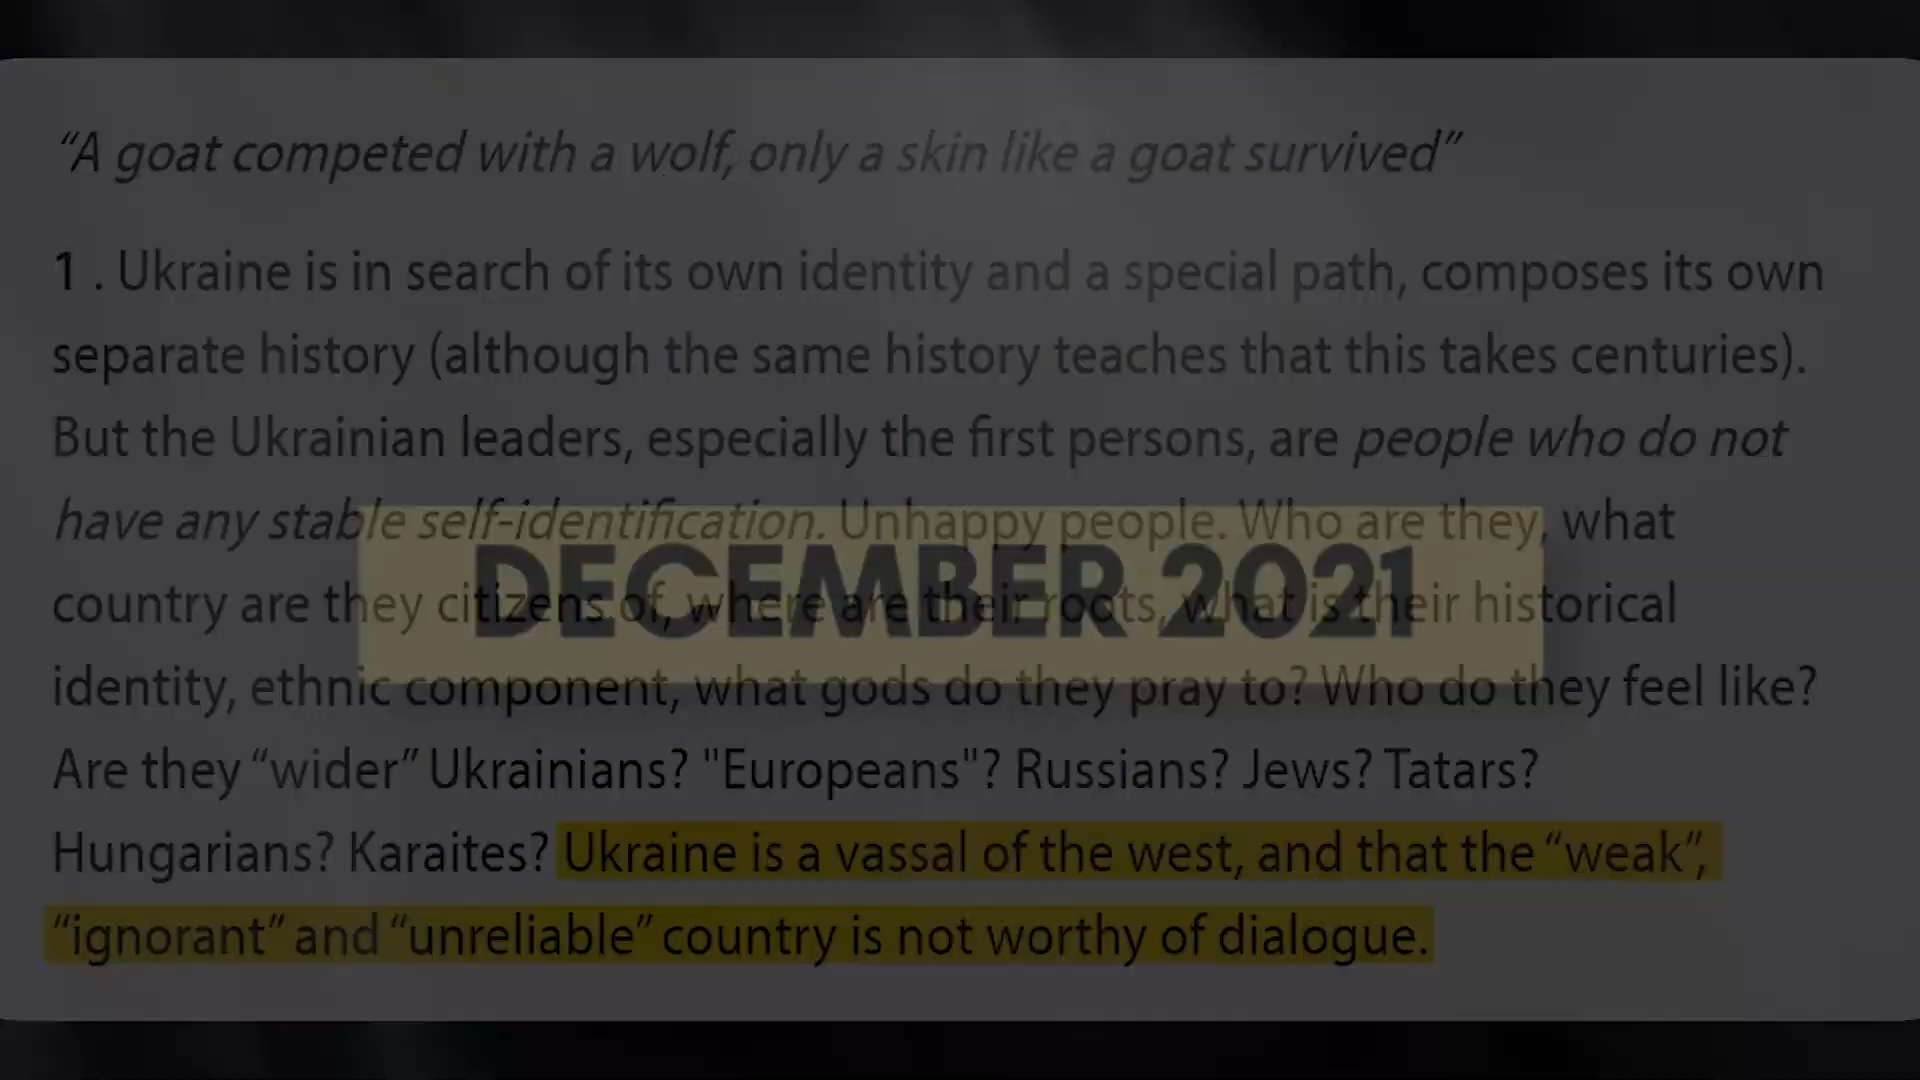 “A goat competed with a wolf, only a skin like a goat survived”
1 . Ukraine is in search of its own identity and a special path, composes its own
separate history (although the same history teaches that this takes centuries).
But the Ukrainian leaders, especially the first persons, are people who do not
have any stable self-identification. Unhappy people. Who are they, what
DECEMBER 2021
country are they citizens of, where are their roots, what is their historical
identity, ethnic component, what gods do they pray to? Who do they feel like?
Are they “wider” Ukrainians? "Europeans"? Russians? Jews? Tatars?
Hungarians? Karaites? Ukraine is a vassal of the west, and that the “weak”,
“ignorant” and “unreliable” country is not worthy of dialogue.